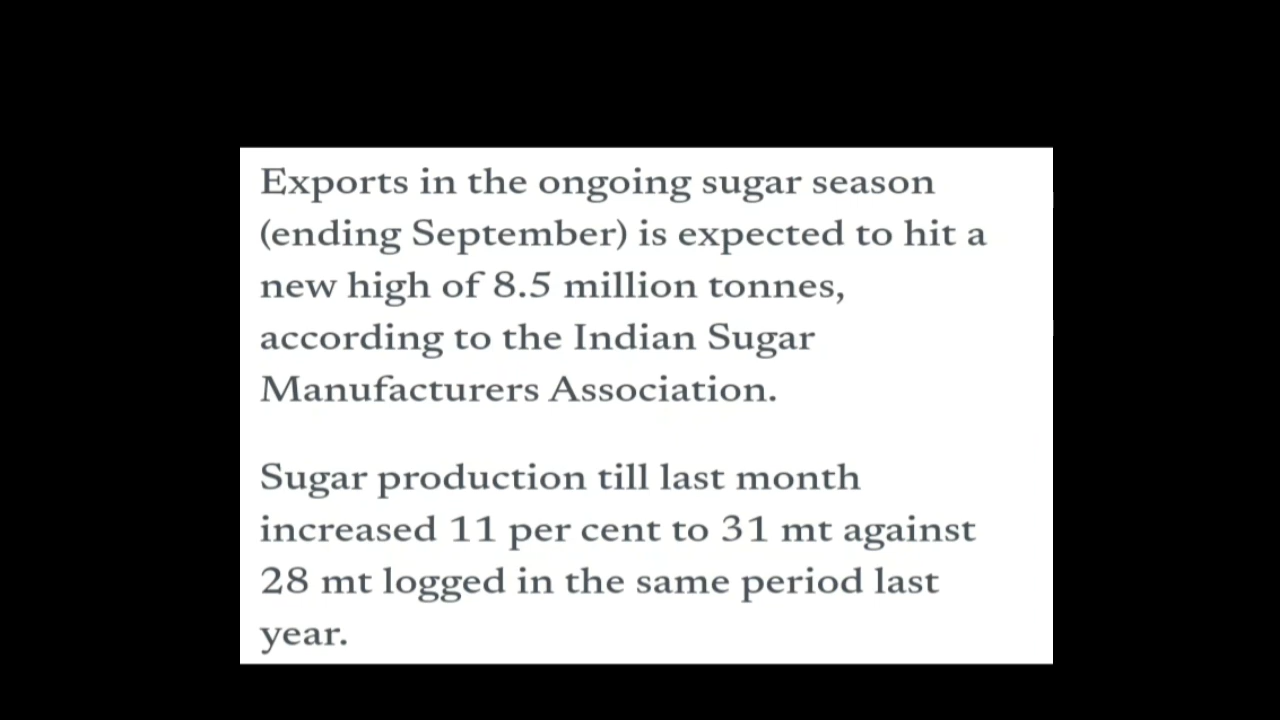 Exports in the ongoing sugar season
(ending September) is expected to hit a
new high of 8.5 million tonnes,
according to the Indian Sugar
Manufacturers Association.
Sugar production till last month
increased 11 per cent to 31 mt against
28 mt logged in the same period last
year.